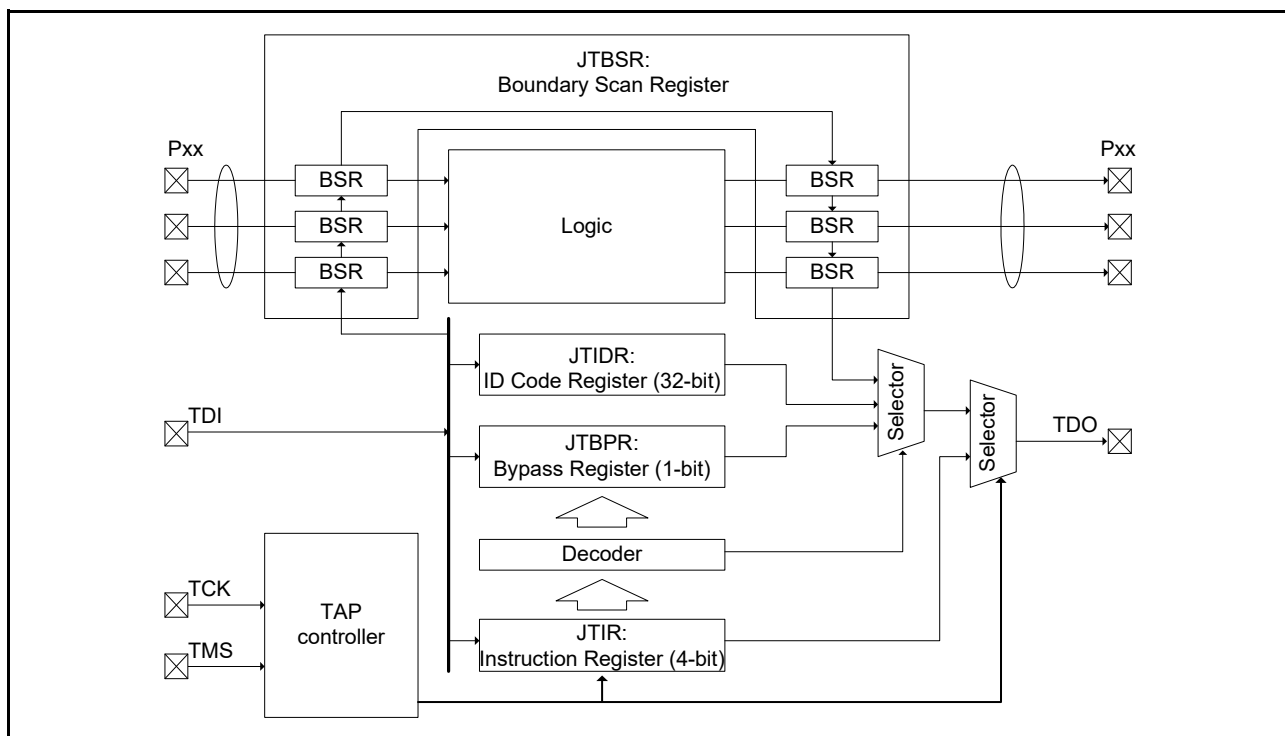 JTBSR:
Boundary Scan Register
Pxx
Pxx
BSR
BSR
BSR
BSR
BSR
BSR
Logic
JTIDR:
ID Code Register (32-bit)
Selector
Selector
TDI
TDO
JTBPR:
Bypass Register (1-bit)
Decoder
TCK
TMS
TAP
controller
JTIR:
Instruction Register (4-bit)